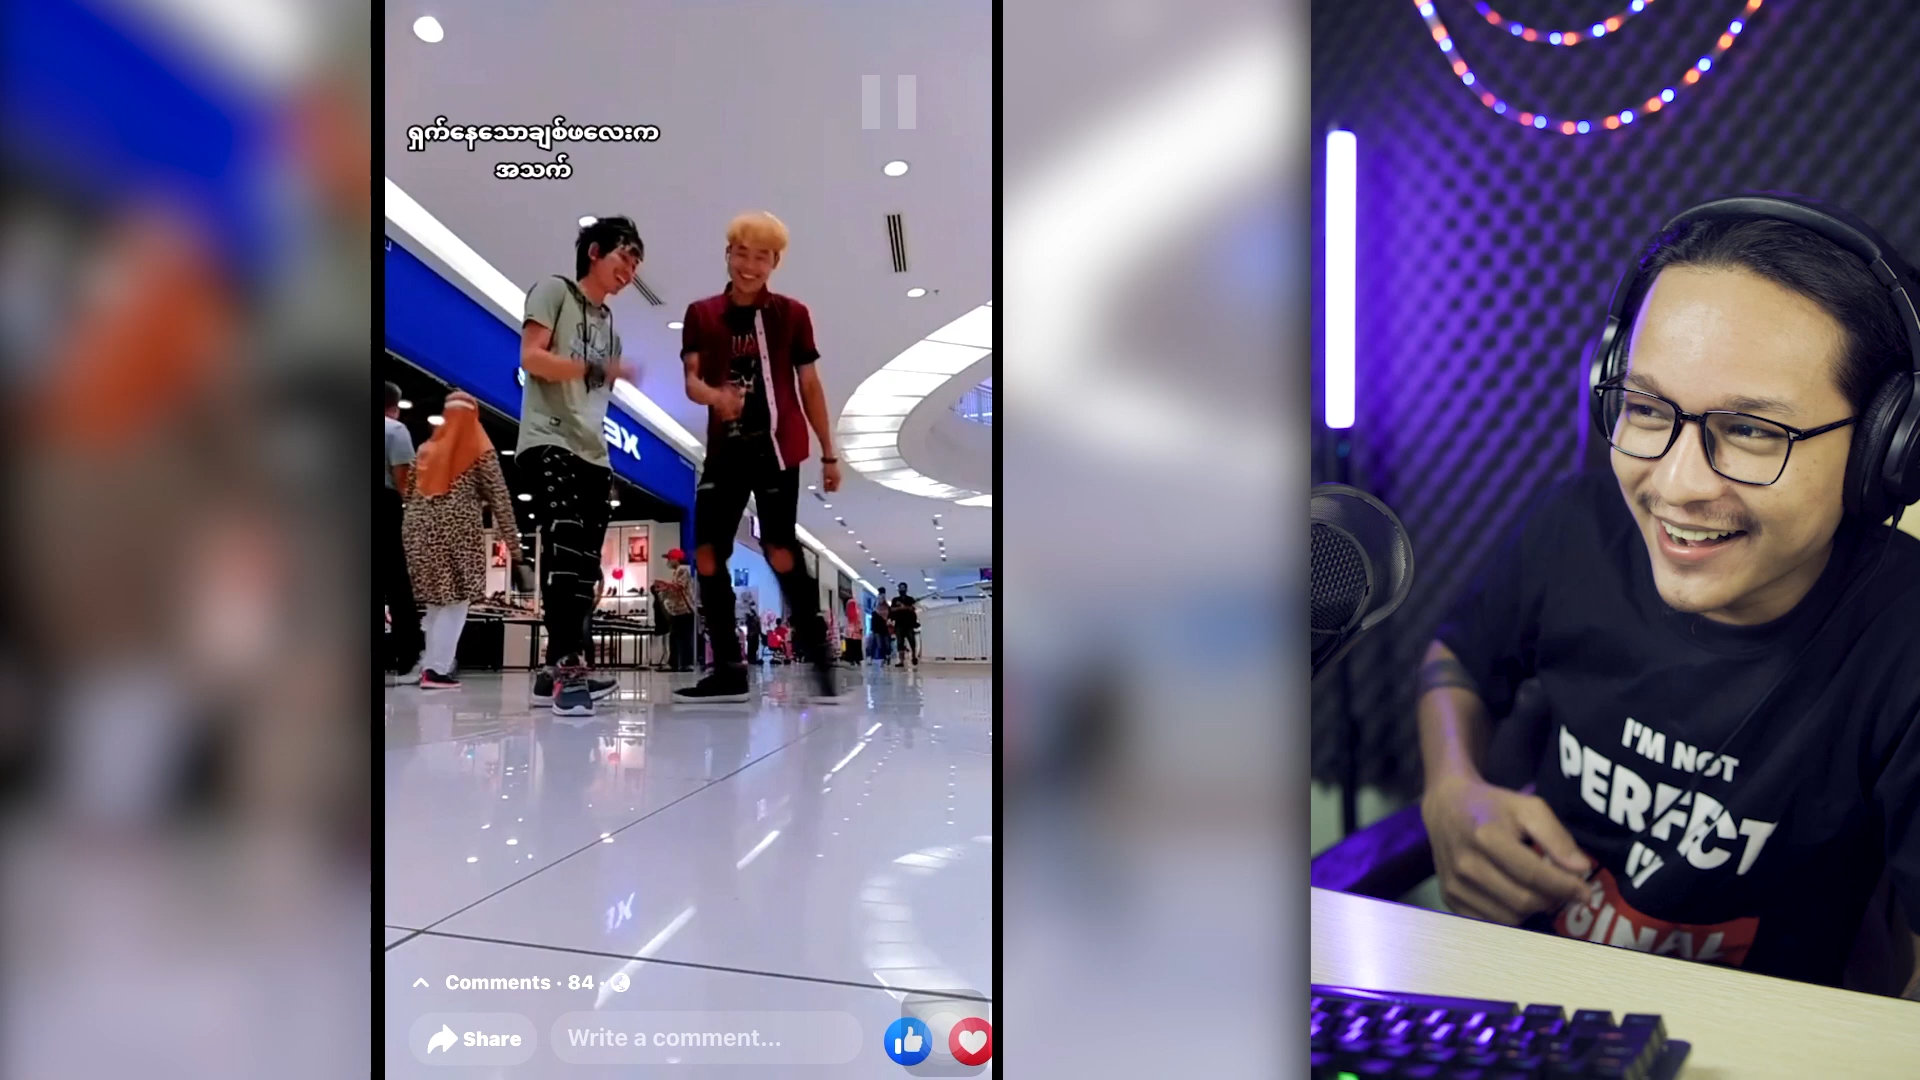 ရှက်နေသောချစ်ဖလေးက
အသက်
Comments · 84 ·
Share
Write a comment...
I'M NOT
PERFECT
I'M
GINAL